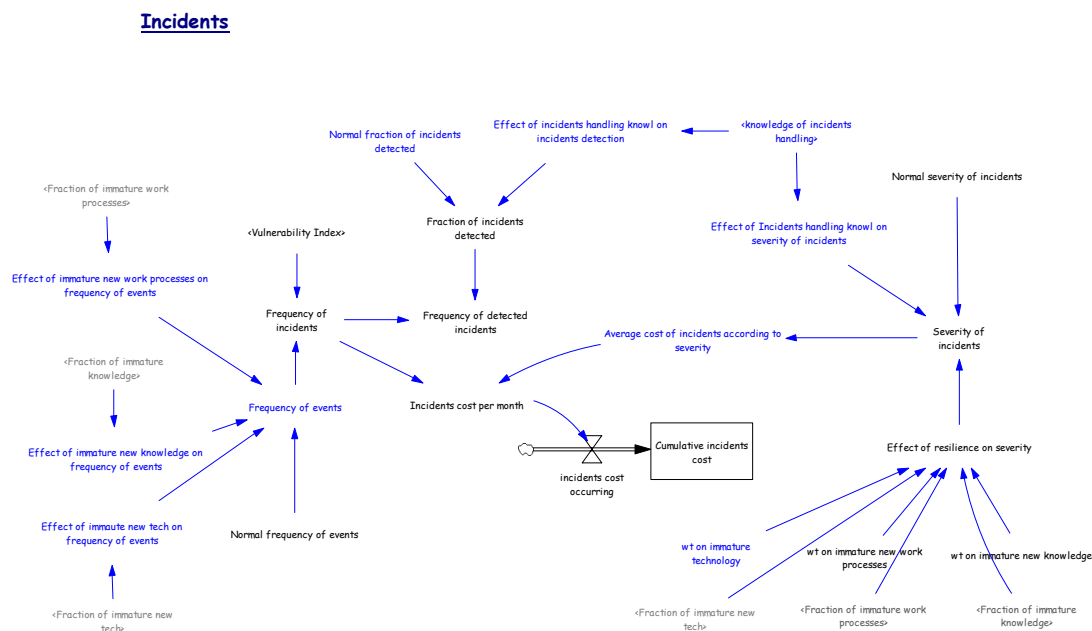 Incidents
Normal fraction of incidents
detected
Effect of incidents handling knowl on
incidents detection
<knowledge of incidents
handling>
Normal severity of incidents
<Fraction of immature work
processes>
<Vulnerability Index>
Fraction of incidents
detected
Effect of Incidents handling knowl on
severity of incidents
Effect of immature new work processes on
frequency of events
Frequency of
incidents
Frequency of detected
incidents
Average cost of incidents according to
severity
Severity of
incidents
<Fraction of immature
knowledge>
Frequency of events
Incidents cost per month
Effect of immature new knowledge on
frequency of events
Cumulative incidents
cost
incidents cost
occurring
Effect of resilience on severity
Effect of immaute new tech on
frequency of events
Normal frequency of events
wt on immature
technology
wt on immature new work
processes
wt on immature new knowledge
<Fraction of immature new
tech>
<Fraction of immature new
tech>
<Fraction of immature work
processes>
<Fraction of immature
knowledge>